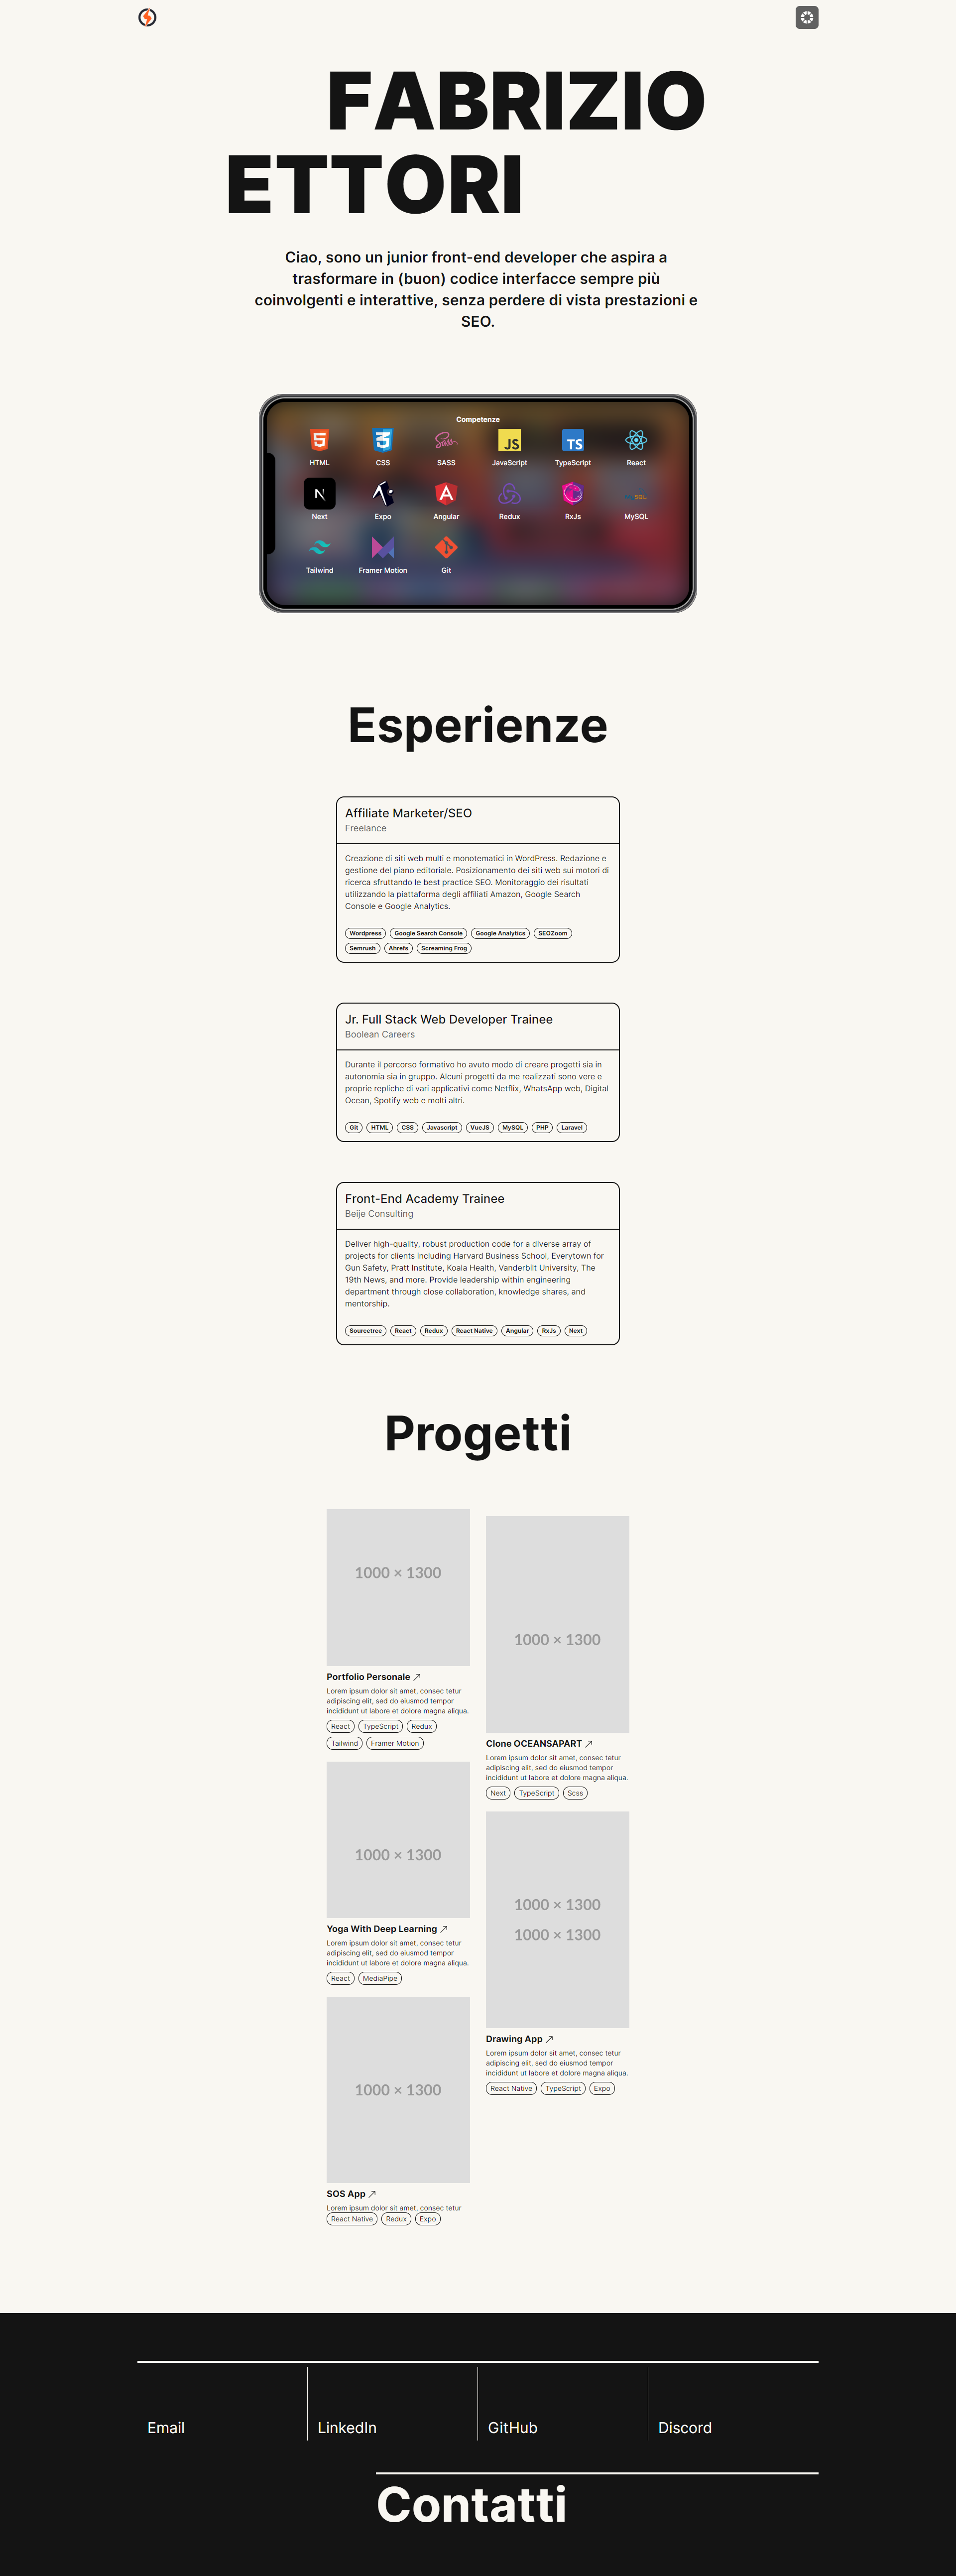 FABRIZIO
ETTORI
Ciao, sono un junior front-end developer che aspira a
trasformare in (buon) codice interfacce sempre più
coinvolgenti e interattive, senza perdere di vista prestazioni e
SEO.
Competenze
HTML
CSS
SASS
JS
JavaScript
TS
TypeScript
React
N
Next
Expo
Angular
Redux
RxJs
MySQL
Tailwind
Framer Motion
Git
Esperienze
Affiliate Marketer/SEO
Freelance
Creazione di siti web multi e monotematici in WordPress. Redazione e
gestione del piano editoriale. Posizionamento dei siti web sui motori di
ricerca sfruttando le best practice SEO. Monitoraggio dei risultati
utilizzando la piattaforma degli affiliati Amazon, Google Search
Console e Google Analytics.
Wordpress Google Search Console Google Analytics SEOZoom
Semrush Ahrefs Screaming Frog
Jr. Full Stack Web Developer Trainee
Boolean Careers
Durante il percorso formativo ho avuto modo di creare progetti sia in
autonomia sia in gruppo. Alcuni progetti da me realizzati sono vere e
proprie repliche di vari applicativi come Netflix, WhatsApp web, Digital
Ocean, Spotify web e molti altri.
Git HTML CSS Javascript VueJS MySQL PHP Laravel
Front-End Academy Trainee
Beije Consulting
Deliver high-quality, robust production code for a diverse array of
projects for clients including Harvard Business School, Everytown for
Gun Safety, Pratt Institute, Koala Health, Vanderbilt University, The
19th News, and more. Provide leadership within engineering
department through close collaboration, knowledge shares, and
mentorship.
Sourcetree React Redux React Native Angular RxJs Next
Progetti
1000 × 1300
Portfolio Personale
Lorem ipsum dolor sit amet, consec tetur
adipiscing elit, sed do eiusmod tempor
incididunt ut labore et dolore magna aliqua.
React TypeScript Redux
Tailwind Framer Motion
1000 × 1300
Clone OCEANSAPART
Lorem ipsum dolor sit amet, consec tetur
adipiscing elit, sed do eiusmod tempor
incididunt ut labore et dolore magna aliqua.
Next TypeScript Scss
1000 × 1300
Yoga With Deep Learning
Lorem ipsum dolor sit amet, consec tetur
adipiscing elit, sed do eiusmod tempor
incididunt ut labore et dolore magna aliqua.
React MediaPipe
1000 × 1300
1000 × 1300
Drawing App
Lorem ipsum dolor sit amet, consec tetur
adipiscing elit, sed do eiusmod tempor
incididunt ut labore et dolore magna aliqua.
React Native TypeScript Expo
1000 × 1300
SOS App
Lorem ipsum dolor sit amet, consec tetur
React Native Redux Expo
Email
LinkedIn
GitHub
Discord
Contatti